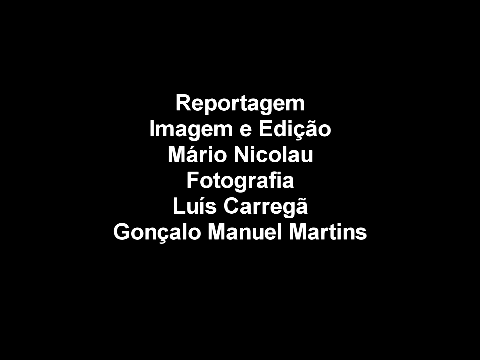 Reportagem
Imagem e Edição
Mário Nicolau
Fotografia
Luís Carregã
Gonçalo Manuel Martins